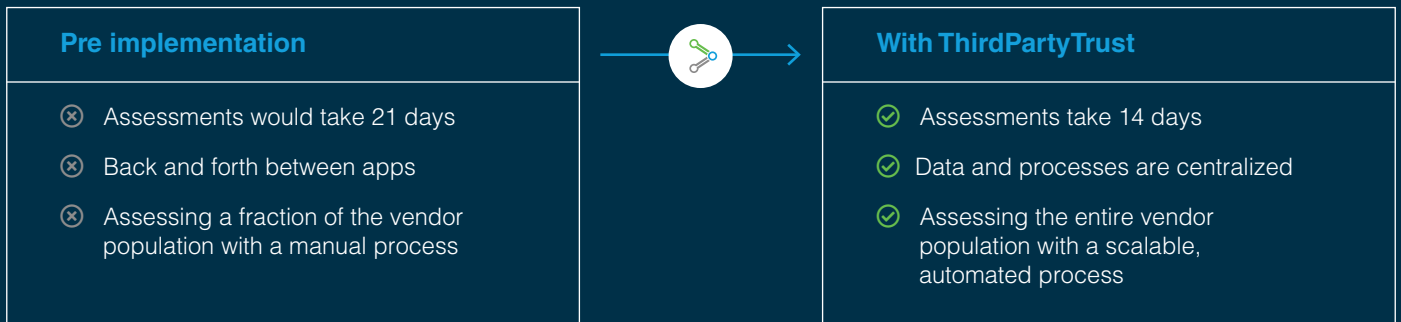 Pre implementation
Assessments would take 21 days
Back and forth between apps
Assessing a fraction of the vendor
population with a manual process
With ThirdPartyTrust
Assessments take 14 days
Data and processes are centralized
Assessing the entire vendor
population with a scalable,
automated process